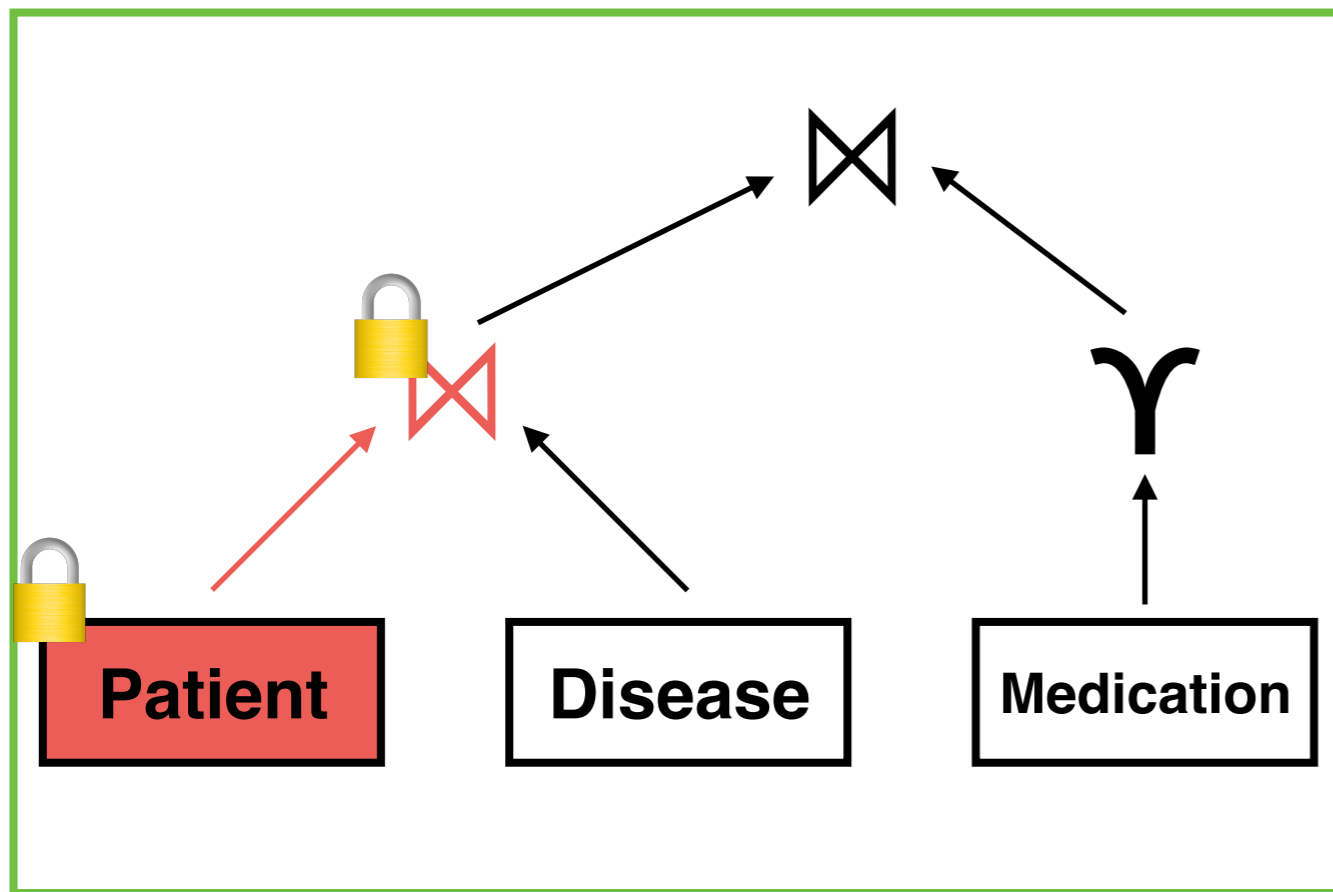 ⋈
⋈
ϒ
Patient
Disease
Medication